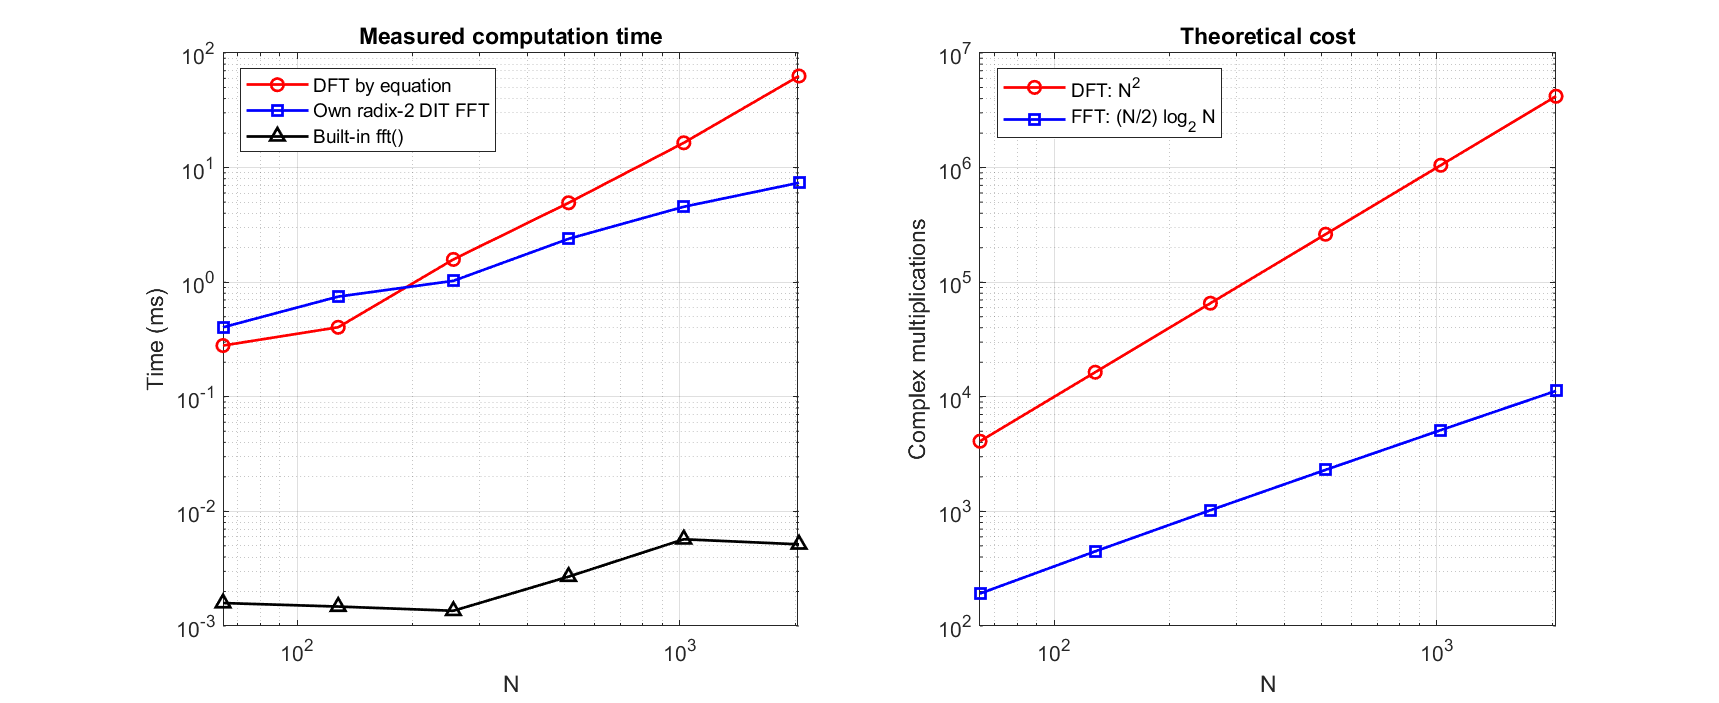 Measured computation time
10^2
10^1
10^0
10^-1
10^-2
10^-3
Time (ms)
DFT by equation
Own radix-2 DIT FFT
Built-in fft()
10^2
10^3
N
Theoretical cost
10^7
10^6
10^5
10^4
10^3
10^2
Complex multiplications
DFT: N^2
FFT: (N/2) log_2 N
10^2
10^3
N